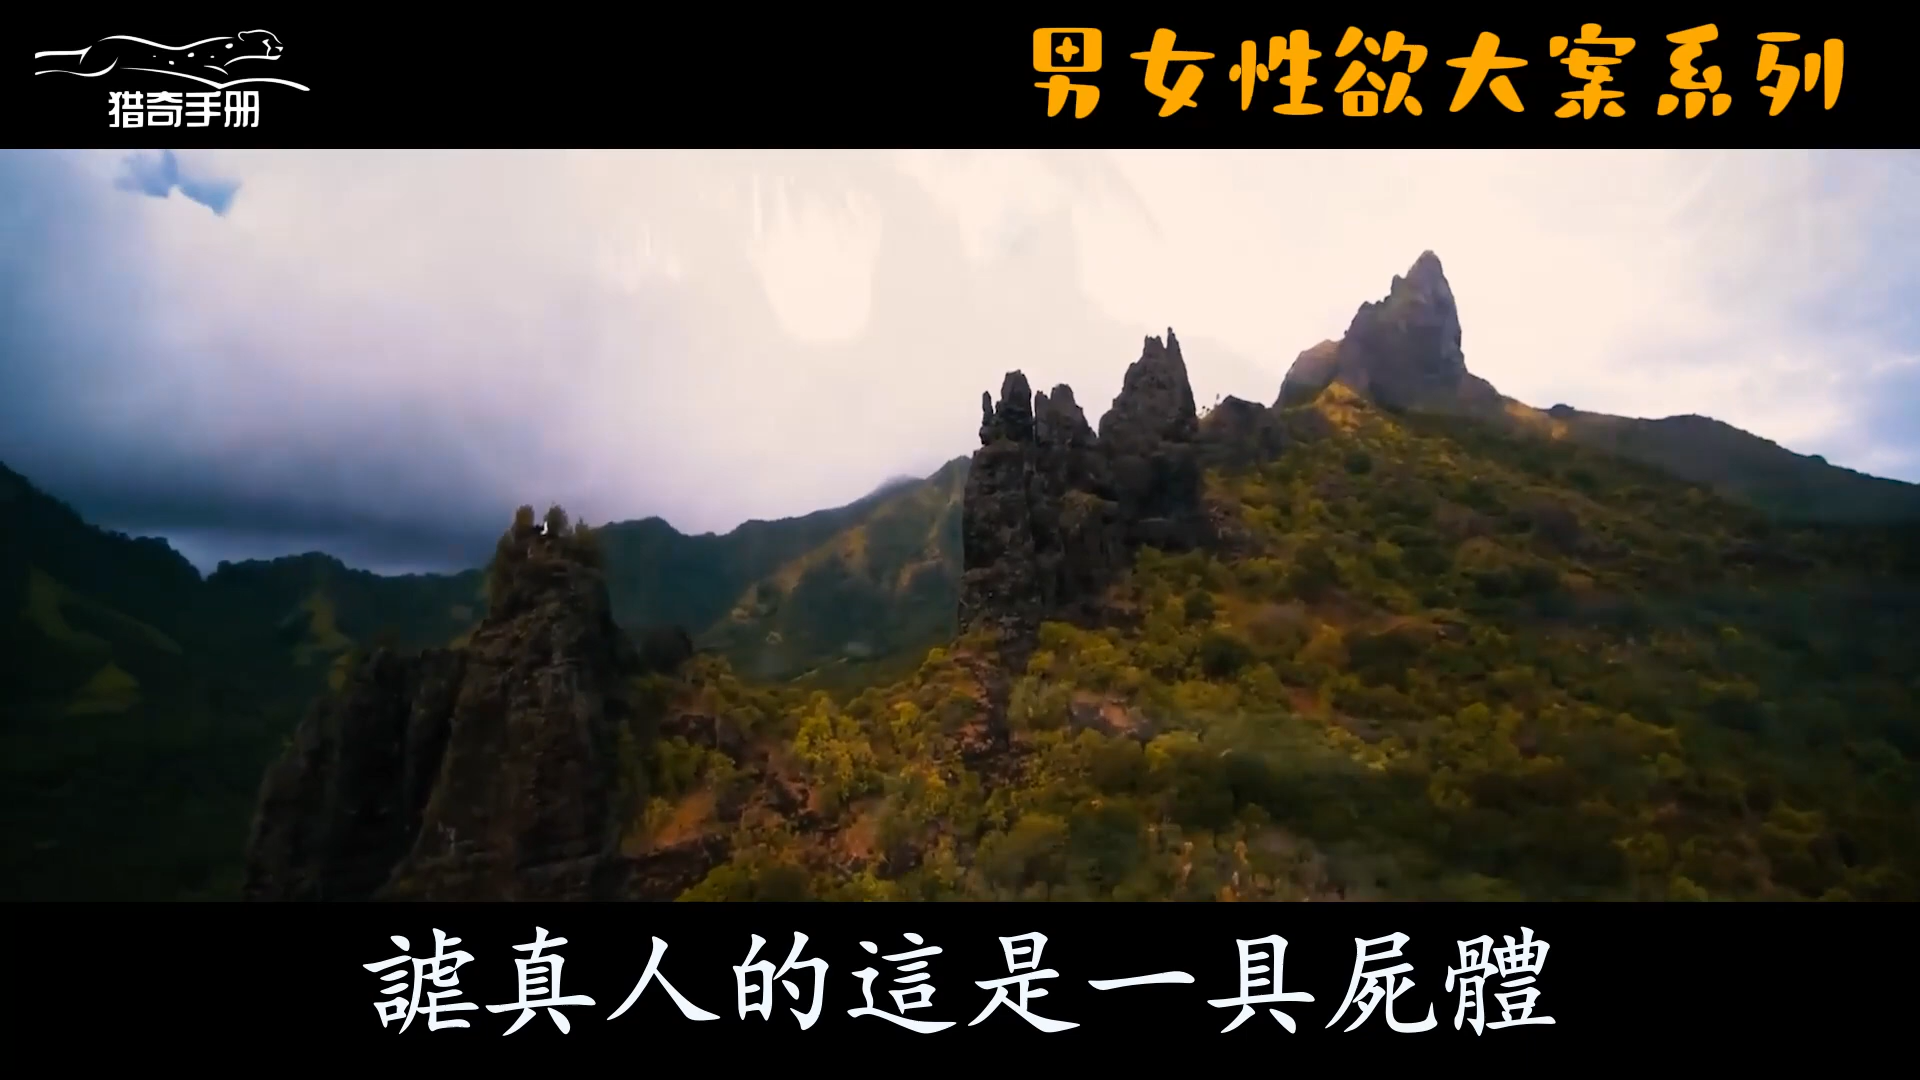 猎奇手册
男女性欲大案系列
謔真人的這是一具屍體